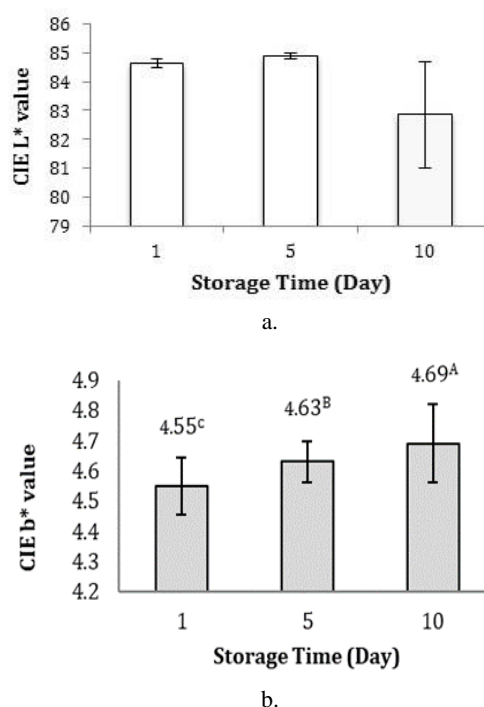 CIE L* value
86
85
84
83
82
81
80
79
1 5 10
Storage Time (Day)
a.
CIE b* value
4.9
4.8
4.7
4.6
4.5
4.4
4.3
4.2
4.55ᶜ 4.63ᴮ 4.69ᴬ
1 5 10
Storage Time (Day)
b.